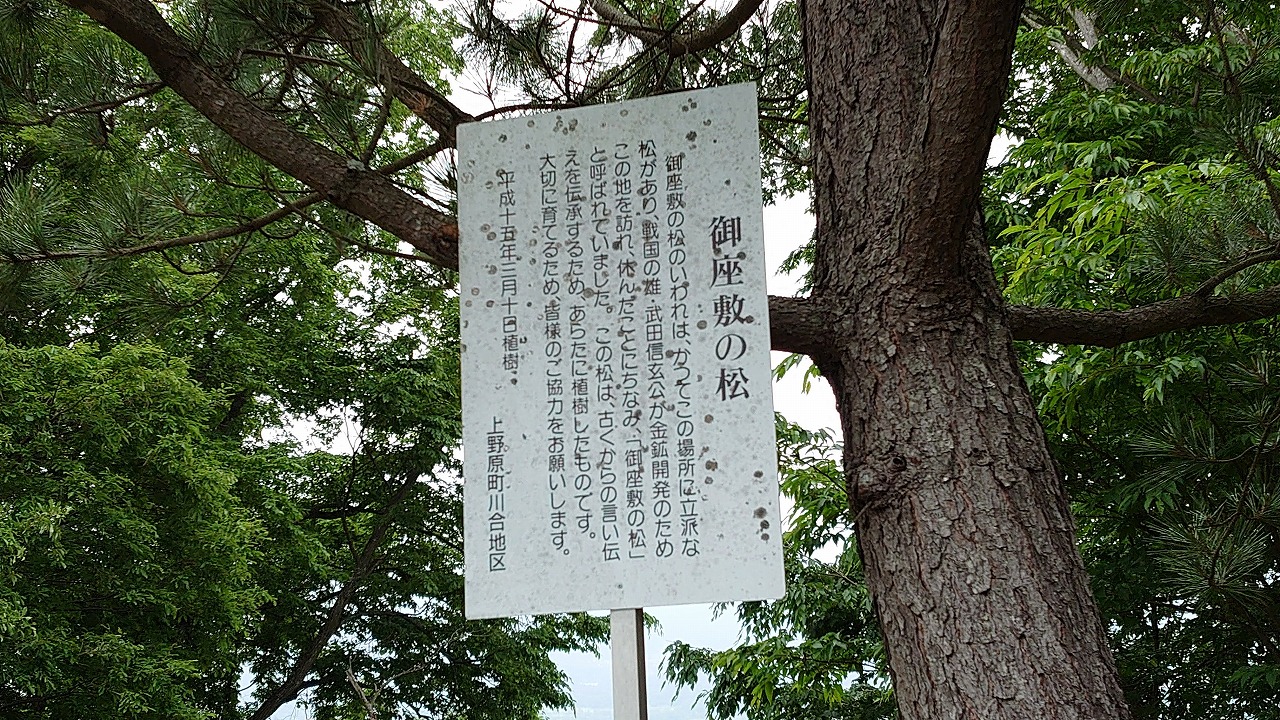 御座敷の松
御座敷の松のいわれは、かつてこの場所に立派な
松があり、戦国の雄 武田信玄公が金鉱開発のため
この地を訪れ、休んだことにちなみ、「御座敷の松」
と呼ばれていました。この松は、古くからの言い伝
えを伝承するため、あらたに植樹したものです。
大切に育てるため、皆様のご協力をお願いします。
平成十五年三月十日植樹
上野原町川合地区